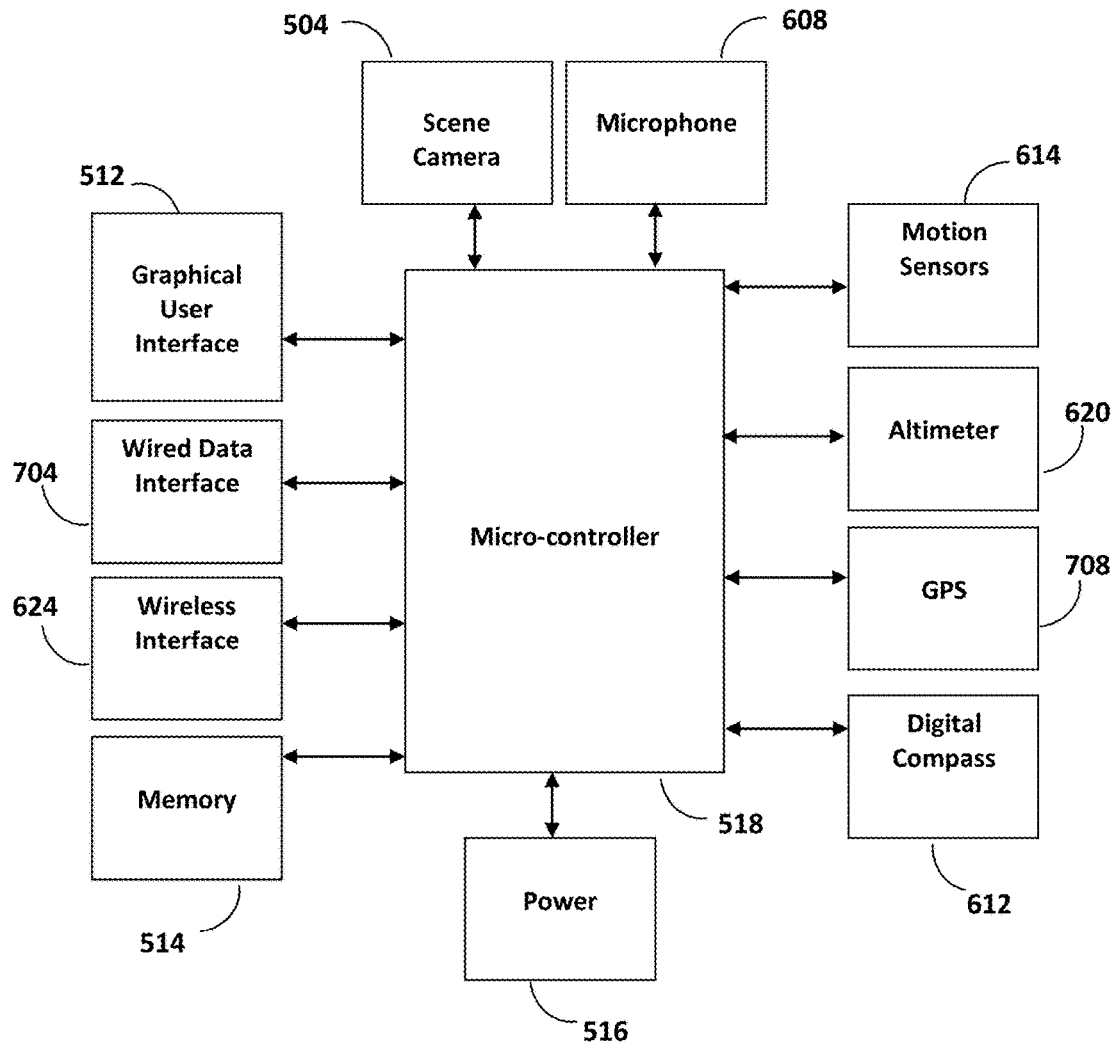 504
608
Scene
Camera
Microphone
512
614
Graphical
User
Interface
Motion
Sensors
Wired Data
Interface
704
Altimeter
620
Micro-controller
624
Wireless
Interface
GPS
708
Memory
514
Digital
Compass
612
518
Power
516